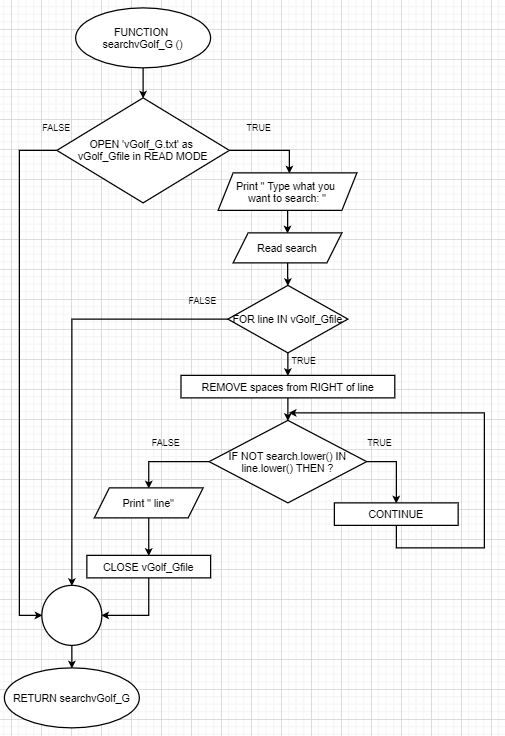 FUNCTION
searchvGolf_G ()
FALSE
TRUE
OPEN 'vGolf_G.txt' as
vGolf_Gfile in READ MODE
Print " Type what you
want to search: "
Read search
FALSE
FOR line IN vGolf_Gfile
TRUE
REMOVE spaces from RIGHT of line
FALSE
TRUE
IF NOT search.lower() IN
line.lower() THEN ?
Print " line"
CONTINUE
CLOSE vGolf_Gfile
RETURN searchvGolf_G